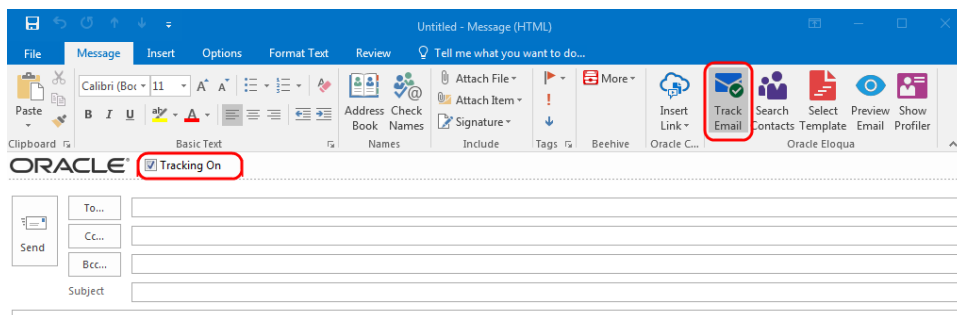 Untitled - Message (HTML)
File Message Insert Options Format Text Review Tell me what you want to do...
Calibri (Boc 11 Attach File More
Attach Item
Paste B I U Address Check Signature Insert Track Search Select Preview Show
Book Names Link Email Contacts Template Email Profiler
Clipboard Basic Text Names Include Tags Beehive Oracle C... Oracle Eloqua
ORACLE Tracking On
To...
Cc...
Send
Bcc...
Subject